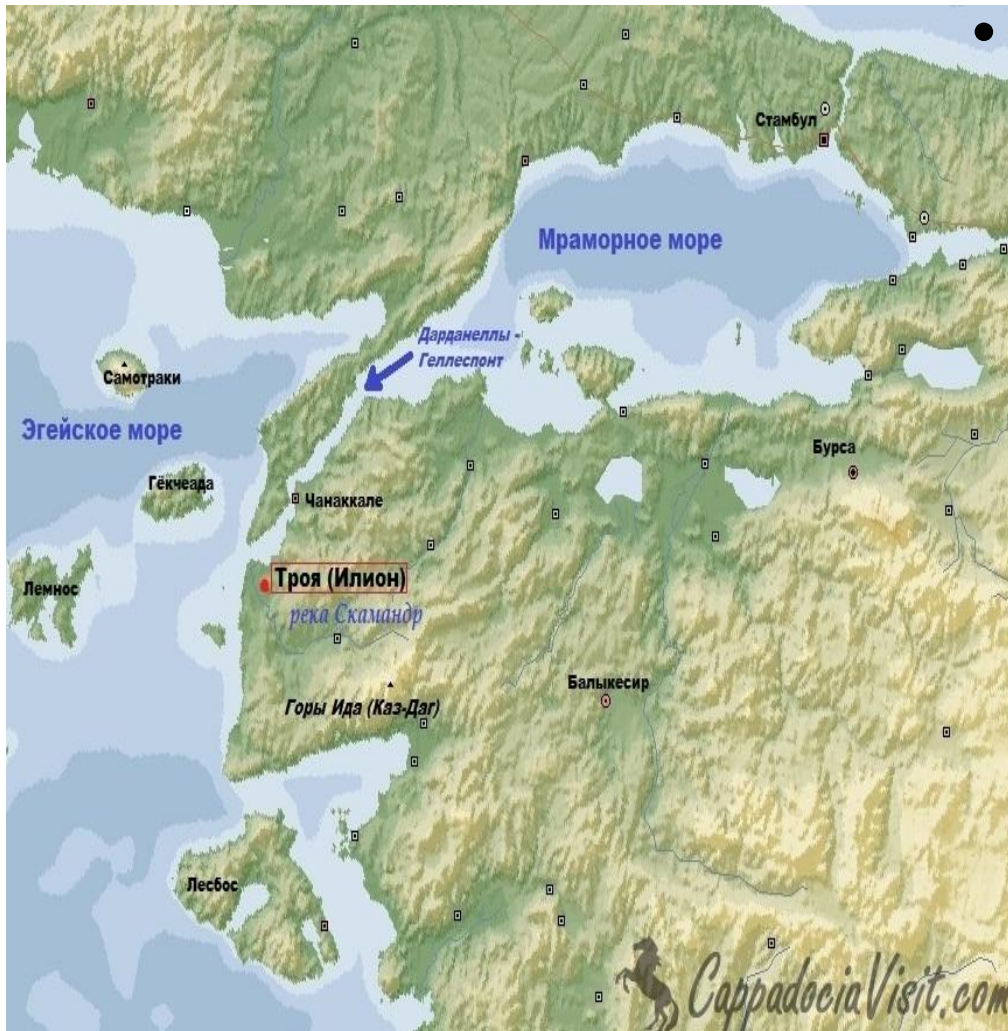 Стамбул
Мраморное море
Дарданеллы -
Геллеспонт
Самотраки
Эгейское море
Бурса
Гёкчеада
Чанаккале
Троя (Илион)
Лемнос
река Скамандр
Балыкесир
Горы Ида (Каз-Даг)
Лесбос
CappadociaVisit.com